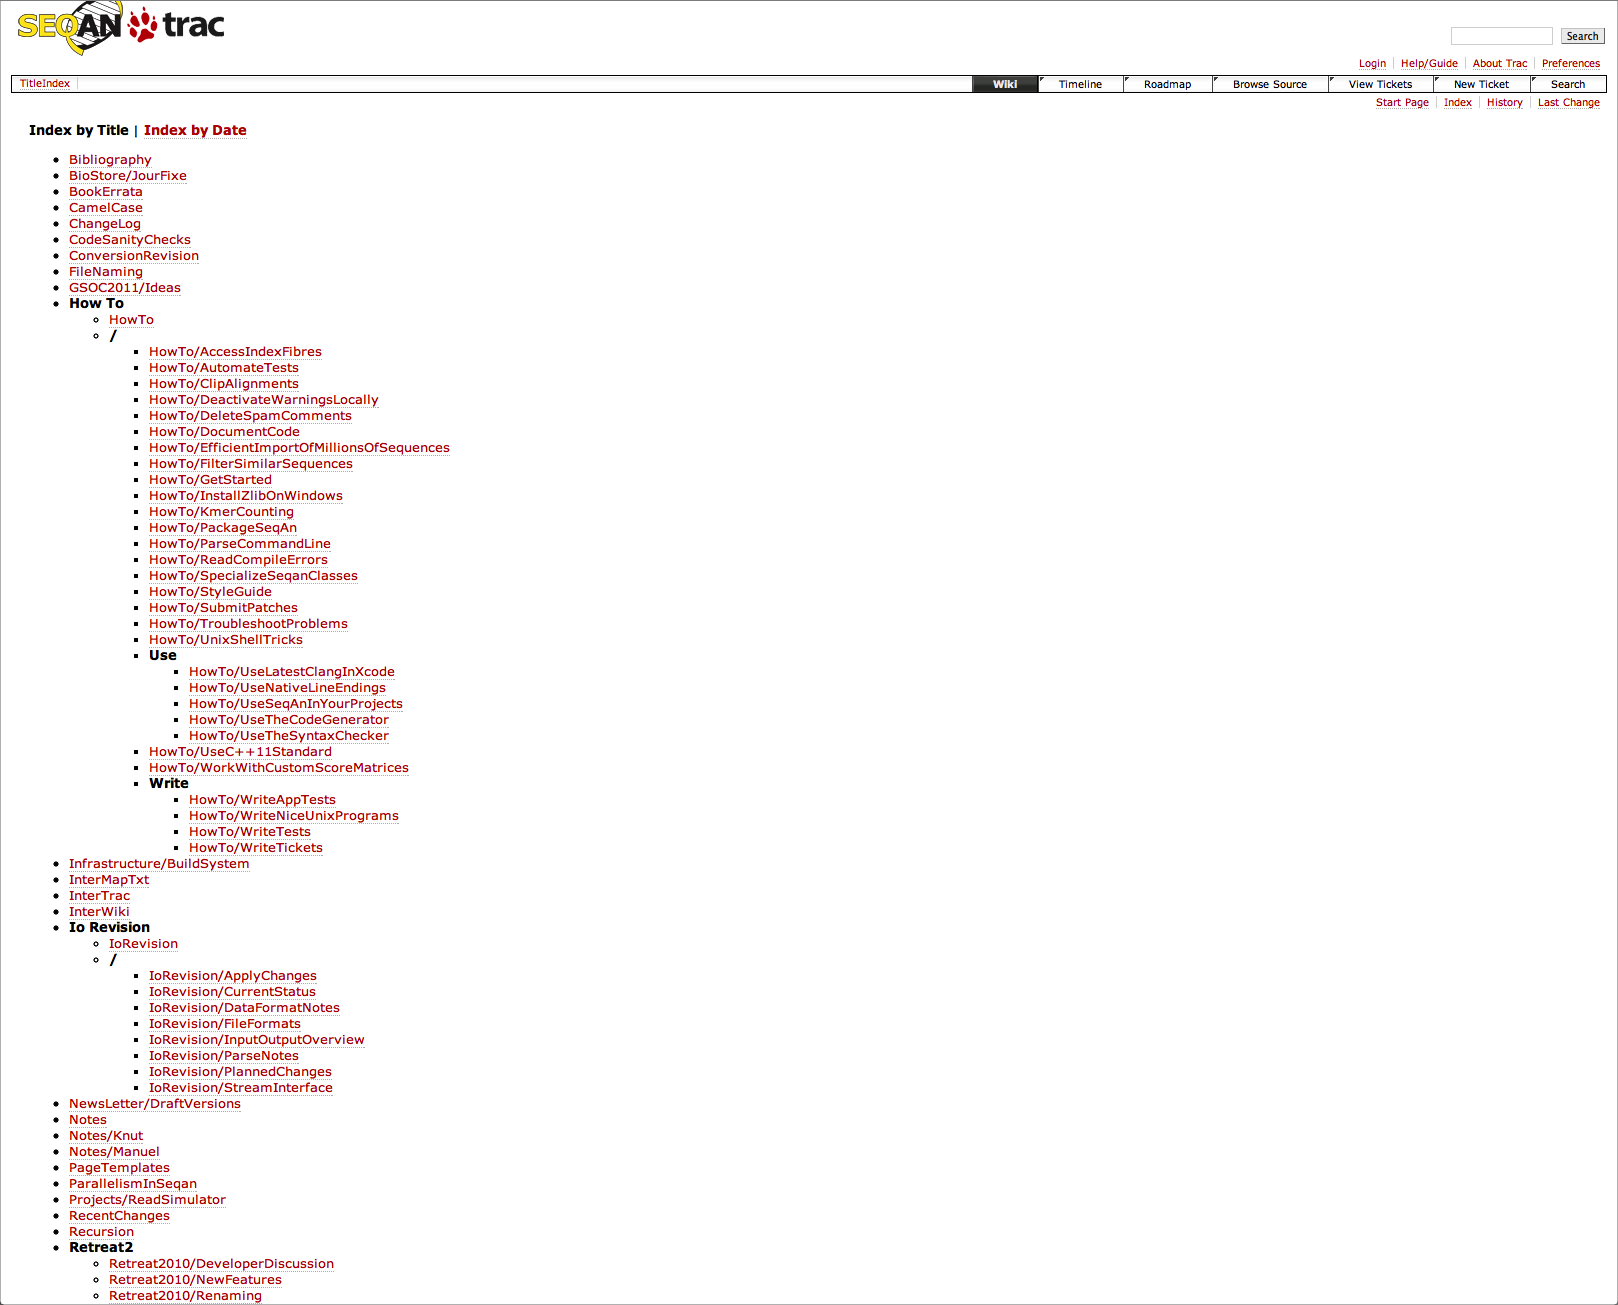 SEQAN trac
Search
Login Help/Guide About Trac Preferences
TitleIndex Wiki Timeline Roadmap Browse Source View Tickets New Ticket Search
Start Page Index History Last Change
Index by Title | Index by Date
Bibliography
BioStore/JourFixe
BookErrata
CamelCase
ChangeLog
CodeSanityChecks
ConversionRevision
FileNaming
GSOC2011/Ideas
How To
HowTo
/
HowTo/AccessIndexFibres
HowTo/AutomateTests
HowTo/ClipAlignments
HowTo/DeactivateWarningsLocally
HowTo/DeleteSpamComments
HowTo/DocumentCode
HowTo/EfficientImportOfMillionsOfSequences
HowTo/FilterSimilarSequences
HowTo/GetStarted
HowTo/InstallZlibOnWindows
HowTo/KmerCounting
HowTo/PackageSeqAn
HowTo/ParseCommandLine
HowTo/ReadCompileErrors
HowTo/SpecializeSeqanClasses
HowTo/StyleGuide
HowTo/SubmitPatches
HowTo/TroubleshootProblems
HowTo/UnixShellTricks
Use
HowTo/UseLatestClangInXcode
HowTo/UseNativeLineEndings
HowTo/UseSeqAnInYourProjects
HowTo/UseTheCodeGenerator
HowTo/UseTheSyntaxChecker
HowTo/UseC++11Standard
HowTo/WorkWithCustomScoreMatrices
Write
HowTo/WriteAppTests
HowTo/WriteNiceUnixPrograms
HowTo/WriteTests
HowTo/WriteTickets
Infrastructure/BuildSystem
InterMapTxt
InterTrac
InterWiki
Io Revision
IoRevision
/
IoRevision/ApplyChanges
IoRevision/CurrentStatus
IoRevision/DataFormatNotes
IoRevision/FileFormats
IoRevision/InputOutputOverview
IoRevision/ParseNotes
IoRevision/PlannedChanges
IoRevision/StreamInterface
NewsLetter/DraftVersions
Notes
Notes/Knut
Notes/Manuel
PageTemplates
ParallelismInSeqan
Projects/ReadSimulator
RecentChanges
Recursion
Retreat2
Retreat2010/DeveloperDiscussion
Retreat2010/NewFeatures
Retreat2010/Renaming